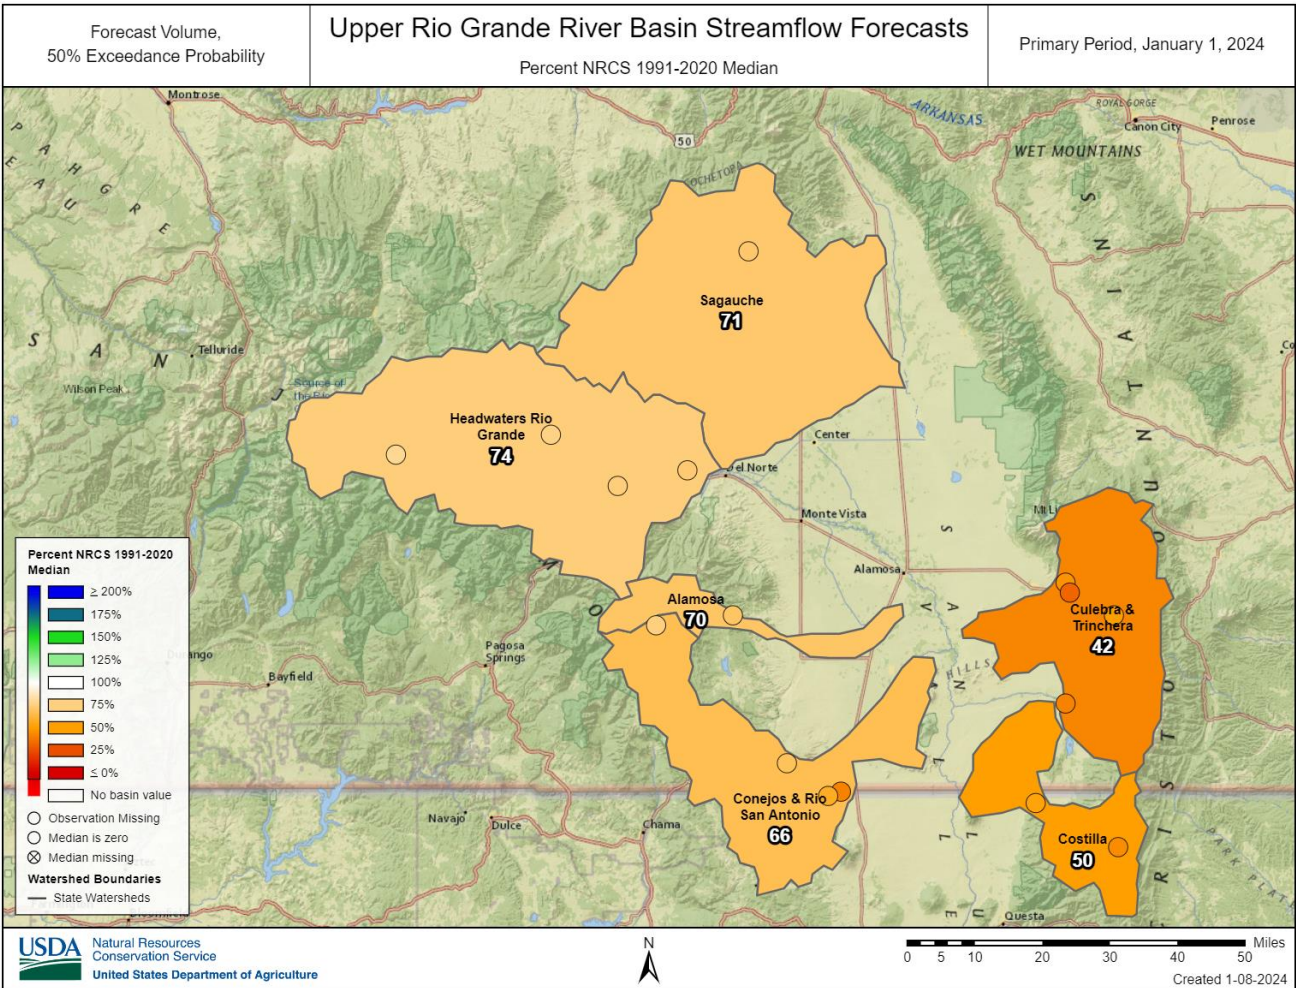 Forecast Volume,
50% Exceedance Probability
Upper Rio Grande River Basin Streamflow Forecasts
Percent NRCS 1991-2020 Median
Primary Period, January 1, 2024
Montrose
50
COCHETOPA
ARKANSAS
ROYAL GORGE
Canon City
Penrose
WET MOUNTAINS
Sagauche
71
SAN J
Telluride
Wilson Peak
Source of
Headwaters Rio
Grande
74
Center
Del Norte
Monte Vista
Alamosa
Alamosa
70
Culebra &
Trinchera
42
Pagosa
Springs
Bayfield
HILLS
Conejos & Rio
San Antonio
66
Costilla
50
Navajo
Dulce
Chama
Questa
Percent NRCS 1991-2020
Median
≥ 200%
175%
150%
125%
100%
75%
50%
25%
≤ 0%
No basin value
Observation Missing
Median is zero
Median missing
Watershed Boundaries
State Watersheds
USDA
Natural Resources
Conservation Service
United States Department of Agriculture
N
Miles
0 5 10 20 30 40 50
Created 1-08-2024